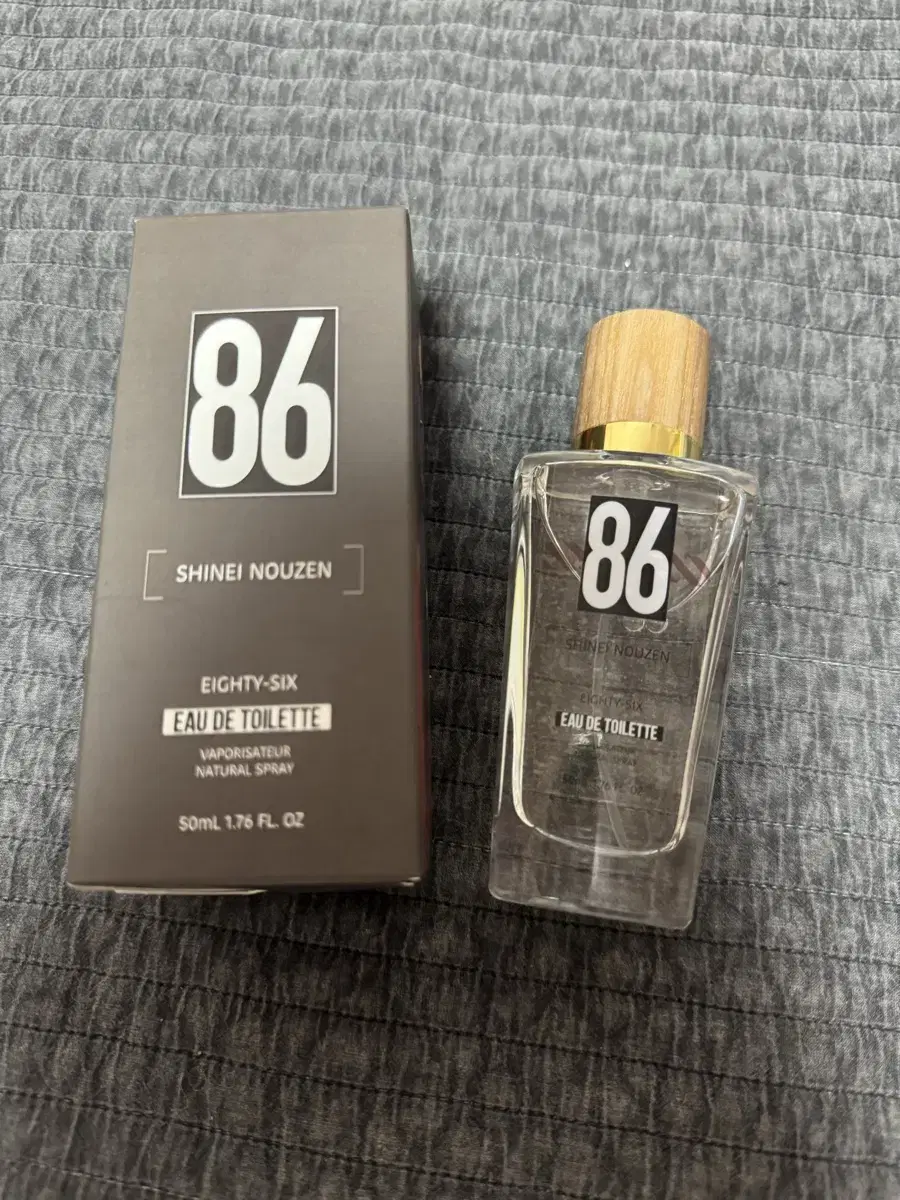 86
SHINEI NOUZEN
EIGHTY-SIX
EAU DE TOILETTE
VAPORISATEUR
NATURAL SPRAY
50mL 1.76 FL. OZ
86
SHINEI NOUZEN
EIGHTY-SIX
EAU DE TOILETTE